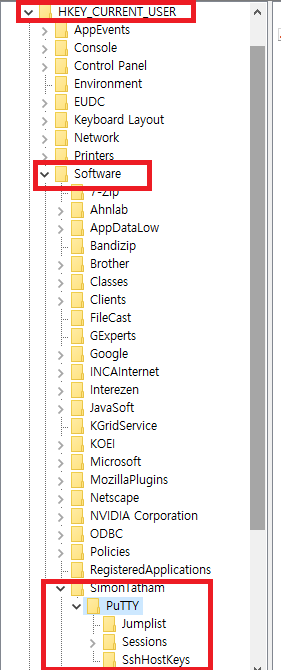 HKEY_CURRENT_USER
AppEvents
Console
Control Panel
Environment
EUDC
Keyboard Layout
Network
Printers
Software
7-Zip
Ahnlab
AppDataLow
Bandizip
Brother
Classes
Clients
FileCast
GExperts
Google
INCAInternet
Interezen
JavaSoft
KGridService
KOEI
Microsoft
MozillaPlugins
Netscape
NVIDIA Corporation
ODBC
Policies
RegisteredApplications
SimonTatham
PuTTY
Jumplist
Sessions
SshHostKeys